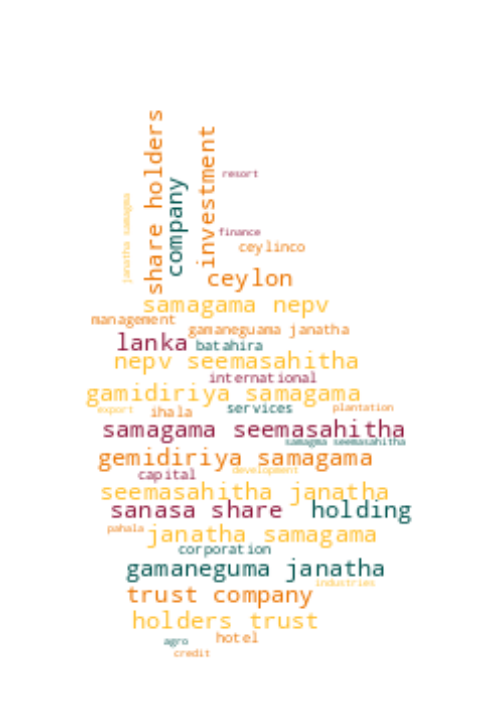 share holders
company
investment
janatha samagma
resort
finance
ceylinco
ceylon
samagama nepv
management
gamaneguama janatha
lanka
batahira
nepv seemasahitha
international
gamidiriya samagama
export
ihala
services
plantation
samagama seemasahitha
samagma seemasahitha
gemidiriya samagama
development
capital
seemasahitha janatha
sanasa share
holding
pahala
janatha samagama
corporation
gamaneguma janatha
industries
trust company
holders trust
agro
hotel
credit